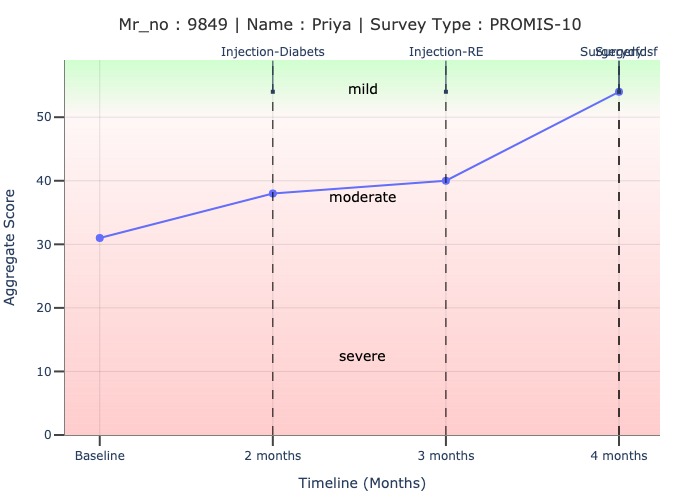 Mr_no : 9849 | Name : Priya | Survey Type : PROMIS-10
Injection-Diabets
Injection-RE
mild
moderate
severe
Aggregate Score
50
40
30
20
10
0
Baseline
2 months
3 months
4 months
Timeline (Months)